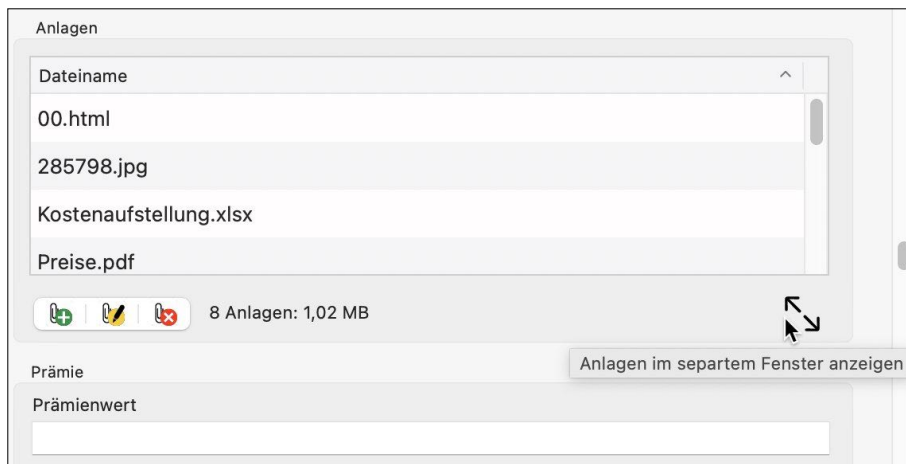 Anlagen
Dateiname
00.html
285798.jpg
Kostenaufstellung.xlsx
Preise.pdf
8 Anlagen: 1,02 MB
Anlagen im separtem Fenster anzeigen
Prämie
Prämienwert